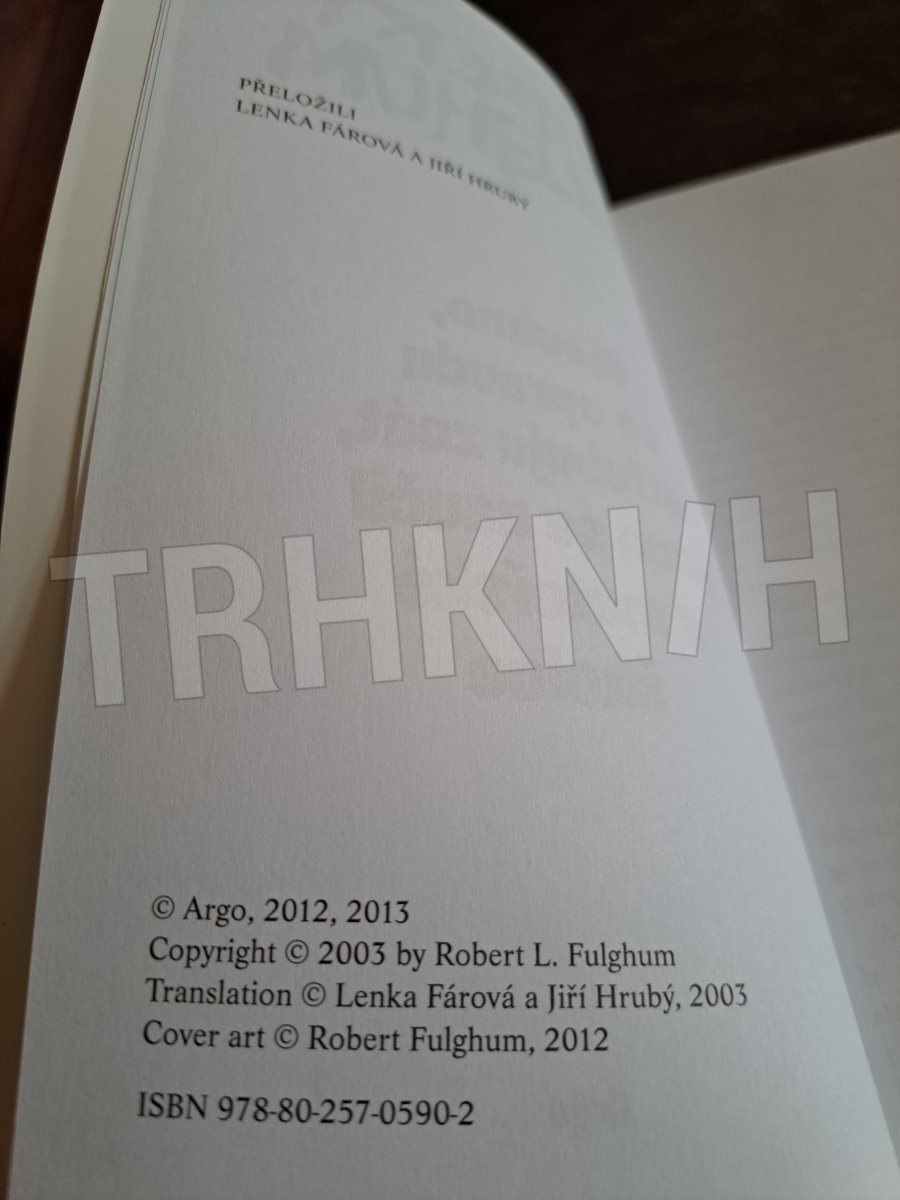 PŘELOŽILI
LENKA FÁROVÁ A JIŘÍ HRUBÝ
TRHKNIH
© Argo, 2012, 2013
Copyright © 2003 by Robert L. Fulghum
Translation © Lenka Fárová a Jiří Hrubý, 2003
Cover art © Robert Fulghum, 2012
ISBN 978-80-257-0590-2